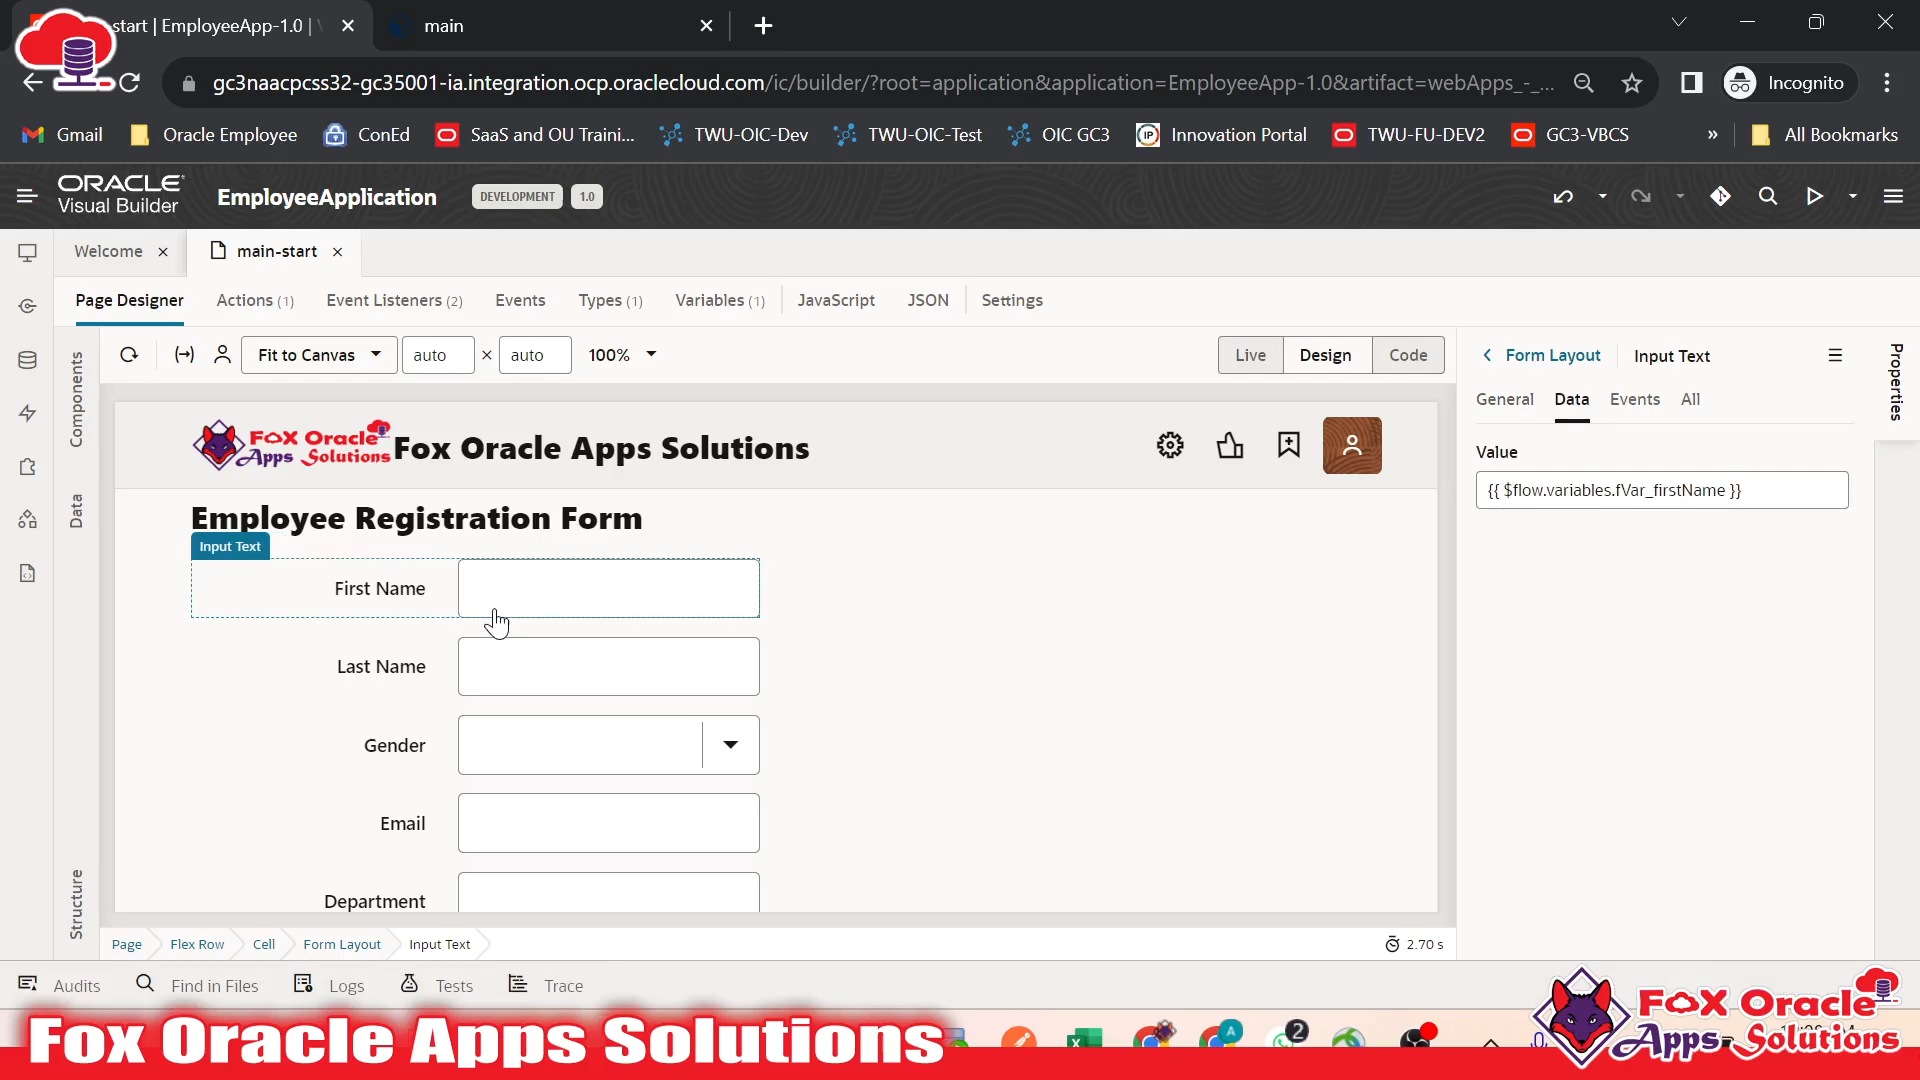 start | EmployeeApp-1.0 |
main
gc3naacpcss32-gc35001-ia.integration.ocp.oraclecloud.com/ic/builder/?root=application&application=EmployeeApp-1.0&artifact=webApps_-_...
Incognito
Gmail
Oracle Employee
ConEd
SaaS and OU Traini...
TWU-OIC-Dev
TWU-OIC-Test
OIC GC3
IP
Innovation Portal
TWU-FU-DEV2
GC3-VBCS
»
All Bookmarks
ORACLE
Visual Builder
EmployeeApplication
DEVELOPMENT
1.0
Welcome
main-start
Page Designer
Actions (1)
Event Listeners (2)
Events
Types (1)
Variables (1)
JavaScript
JSON
Settings
Fit to Canvas
auto
×
auto
100%
Live
Design
Code
Form Layout
Input Text
Properties
General
Data
Events
All
Value
{{ $flow.variables.fVar_firstName }}
Components
Data
Structure
FOX Oracle
Apps Solutions
Fox Oracle Apps Solutions
Employee Registration Form
Input Text
First Name
Last Name
Gender
Email
Department
Page
Flex Row
Cell
Form Layout
Input Text
2.70 s
Audits
Find in Files
Logs
Tests
Trace
Fox Oracle Apps Solutions
A
2
FOX Oracle
Apps Solutions